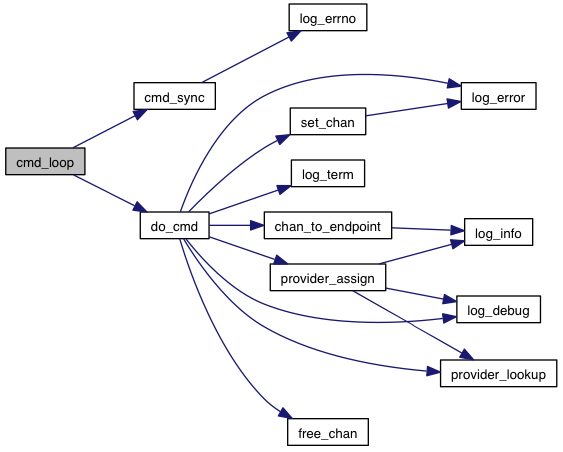 log_errno
cmd_sync
log_error
set_chan
cmd_loop
log_term
do_cmd
chan_to_endpoint
log_info
provider_assign
log_debug
provider_lookup
free_chan